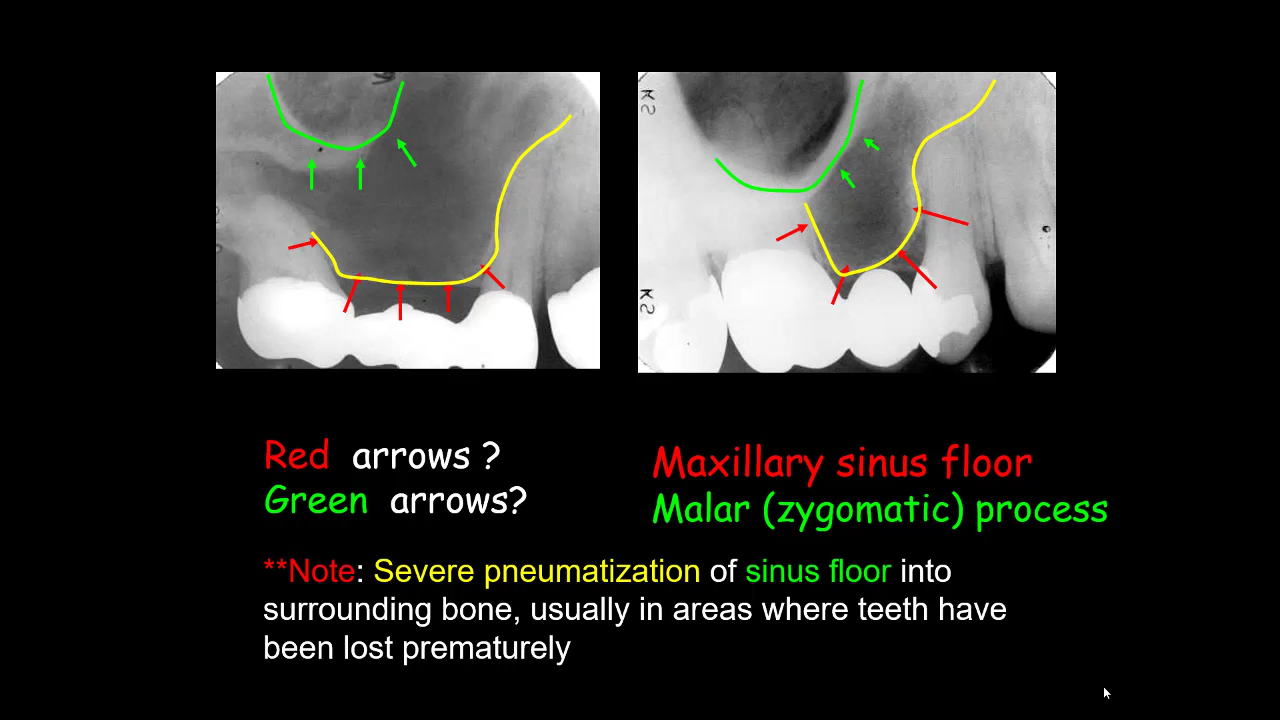 Red arrows ?
Green arrows?
Maxillary sinus floor
Malar (zygomatic) process
**Note: Severe pneumatization of sinus floor into
surrounding bone, usually in areas where teeth have
been lost prematurely